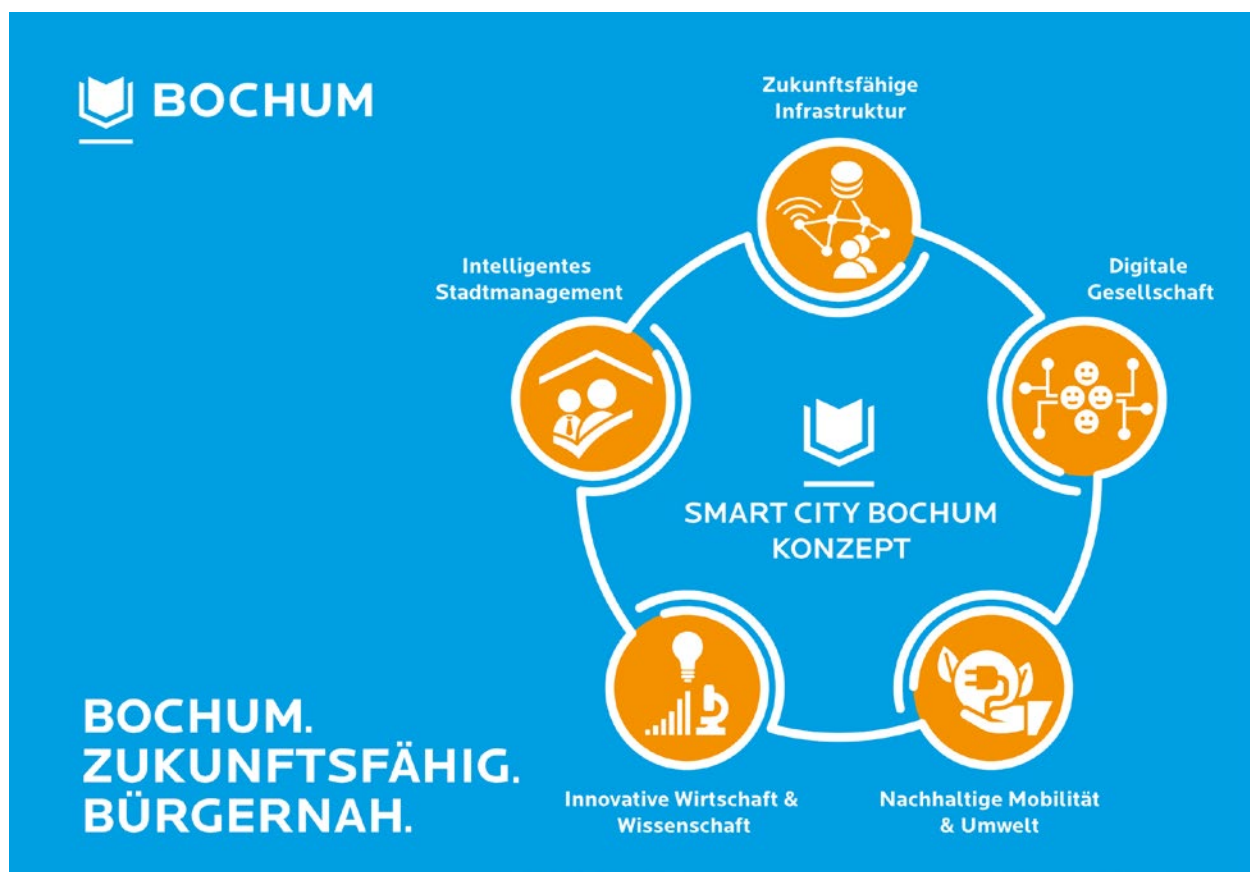 BOCHUM
Zukunftsfähige
Infrastruktur
Intelligentes
Stadtmanagement
Digitale
Gesellschaft
SMART CITY BOCHUM
KONZEPT
BOCHUM.
ZUKUNFTSFÄHIG.
BÜRGERNAH.
Innovative Wirtschaft &
Wissenschaft
Nachhaltige Mobilität
& Umwelt